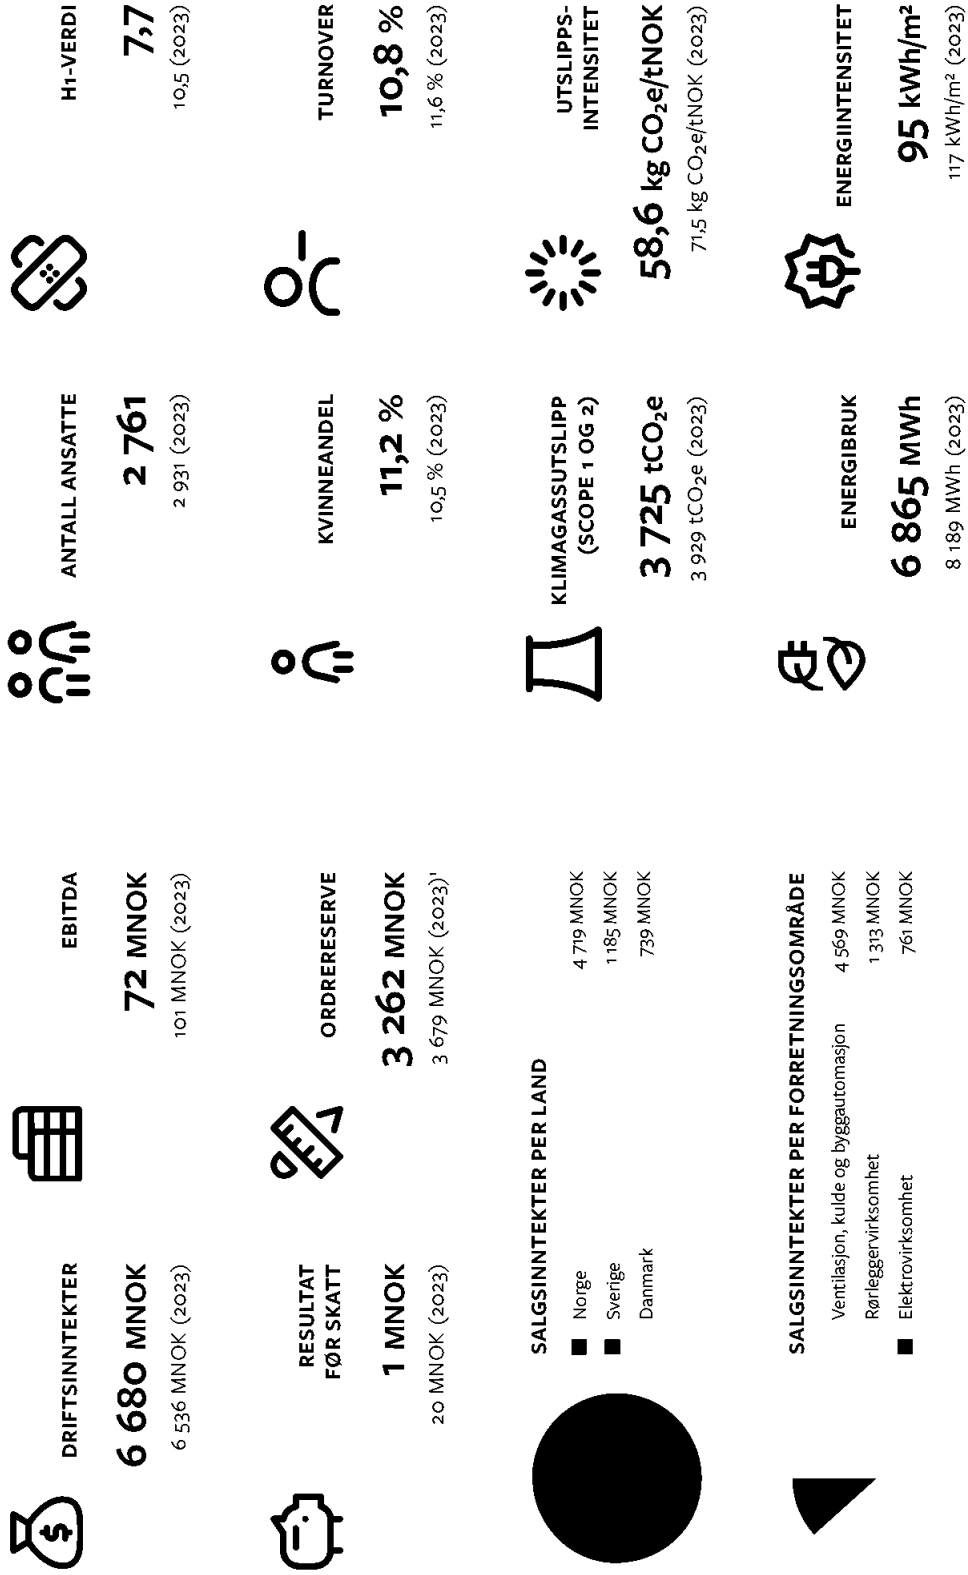 DRIFTSINNTEKTER
6 680 MNOK
6 536 MNOK (2023)
EBITDA
72 MNOK
101 MNOK (2023)
ANTALL ANSATTE
2 761
2 931 (2023)
H1-VERDI
7,7
10,5 (2023)
RESULTAT
FØR SKATT
1 MNOK
20 MNOK (2023)
ORDRERESERVE
3 262 MNOK
3 679 MNOK (2023)¹
KVINNEANDEL
11,2 %
10,5 % (2023)
TURNOVER
10,8 %
11,6 % (2023)
SALGSINNTEKTER PER LAND
Norge 4 719 MNOK
Sverige 1 185 MNOK
Danmark 739 MNOK
KLIMAGASSUTSLIPP
(SCOPE 1 OG 2)
3 725 tCO₂e
3 929 tCO₂e (2023)
UTSLIPPS-
INTENSITET
58,6 kg CO₂e/tNOK
71,5 kg CO₂e/tNOK (2023)
SALGSINNTEKTER PER FORRETNINGSOMRÅDE
Ventilasjon, kulde og byggautomasjon 4 569 MNOK
Rørleggervirksomhet 1 313 MNOK
Elektrovirksomhet 761 MNOK
ENERGIBRUK
6 865 MWh
8 189 MWh (2023)
ENERGIINTENSITET
95 kWh/m²
117 kWh/m² (2023)